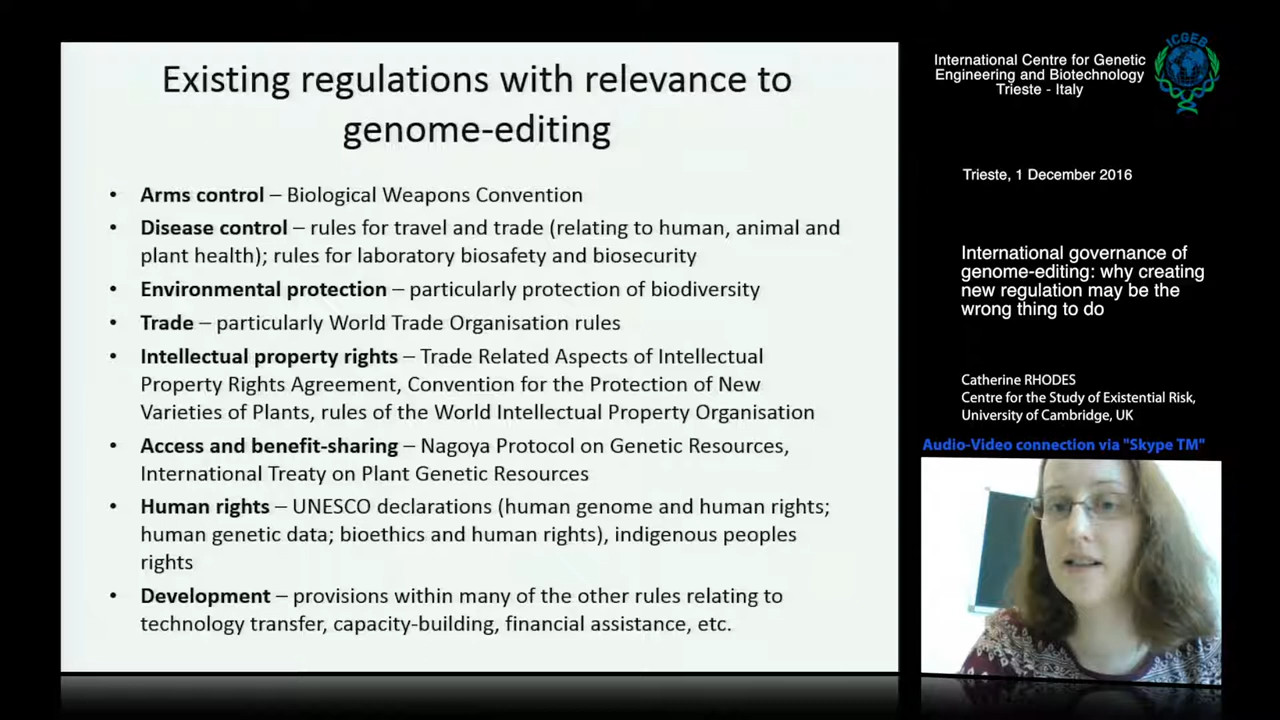 Existing regulations with relevance to
genome-editing
• Arms control – Biological Weapons Convention
• Disease control – rules for travel and trade (relating to human, animal and
plant health); rules for laboratory biosafety and biosecurity
• Environmental protection – particularly protection of biodiversity
• Trade – particularly World Trade Organisation rules
• Intellectual property rights – Trade Related Aspects of Intellectual
Property Rights Agreement, Convention for the Protection of New
Varieties of Plants, rules of the World Intellectual Property Organisation
• Access and benefit-sharing – Nagoya Protocol on Genetic Resources,
International Treaty on Plant Genetic Resources
• Human rights – UNESCO declarations (human genome and human rights;
human genetic data; bioethics and human rights), indigenous peoples
rights
• Development – provisions within many of the other rules relating to
technology transfer, capacity-building, financial assistance, etc.
International Centre for Genetic
Engineering and Biotechnology
Trieste - Italy
ICGEB
Trieste, 1 December 2016
International governance of
genome-editing: why creating
new regulation may be the
wrong thing to do
Catherine RHODES
Centre for the Study of Existential Risk,
University of Cambridge, UK
Audio-Video connection via "Skype TM"